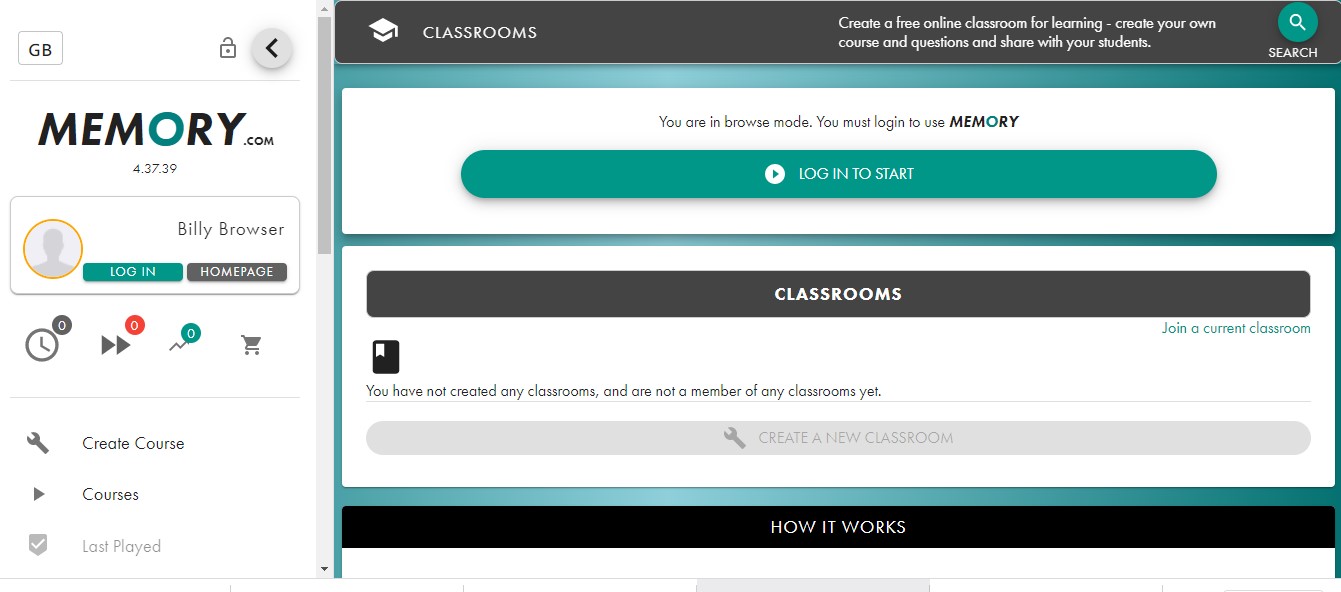 GB
MEMORY.COM
4.37.39
Billy Browser
LOG IN
HOMEPAGE
0
0
0
Create Course
Courses
Last Played
CLASSROOMS
Create a free online classroom for learning - create your own
course and questions and share with your students.
SEARCH
You are in browse mode. You must login to use MEMORY
LOG IN TO START
CLASSROOMS
Join a current classroom
You have not created any classrooms, and are not a member of any classrooms yet.
CREATE A NEW CLASSROOM
HOW IT WORKS